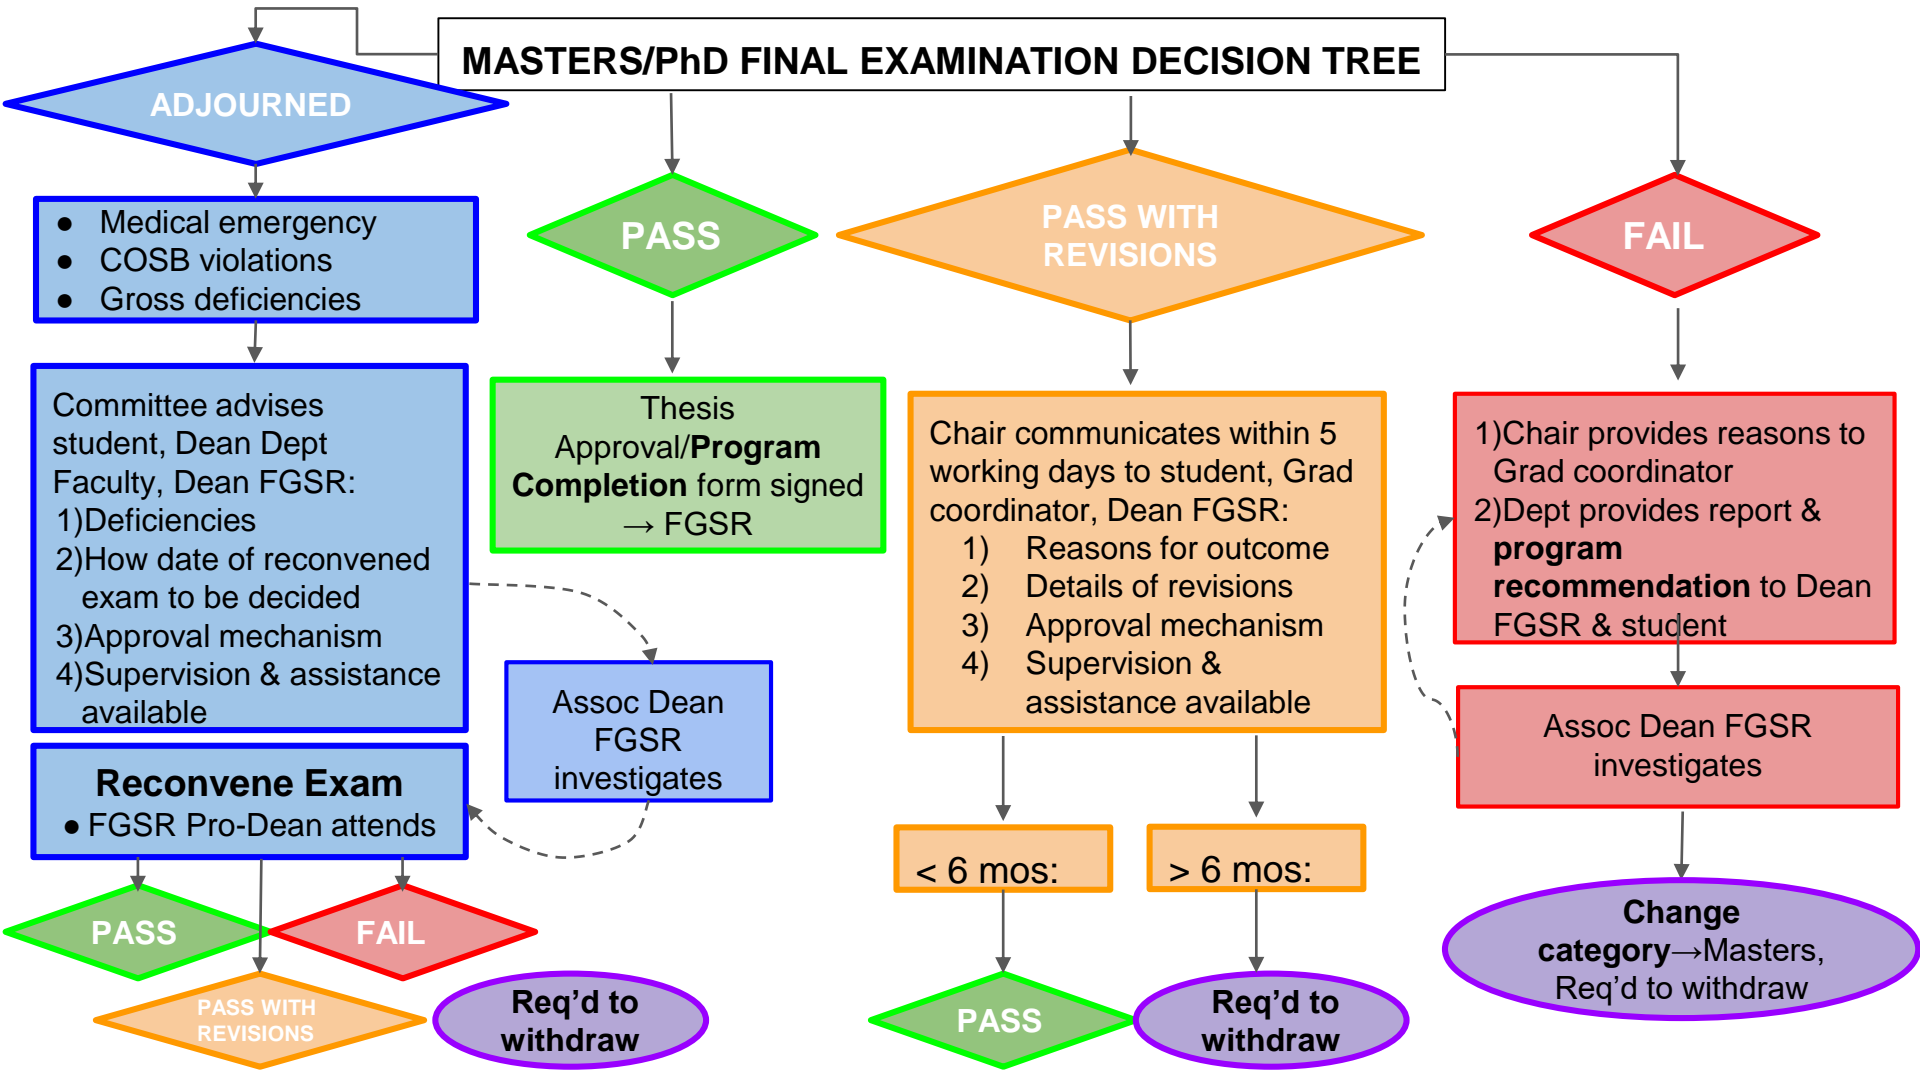 MASTERS/PhD FINAL EXAMINATION DECISION TREE
ADJOURNED
● Medical emergency
● COSB violations
● Gross deficiencies
Committee advises
student, Dean Dept
Faculty, Dean FGSR:
1)Deficiencies
2)How date of reconvened
exam to be decided
3)Approval mechanism
4)Supervision & assistance
available
Assoc Dean
FGSR
investigates
Reconvene Exam
● FGSR Pro-Dean attends
PASS
FAIL
PASS WITH
REVISIONS
Req’d to
withdraw
PASS
Thesis
Approval/Program
Completion form signed
→ FGSR
PASS WITH
REVISIONS
Chair communicates within 5
working days to student, Grad
coordinator, Dean FGSR:
1) Reasons for outcome
2) Details of revisions
3) Approval mechanism
4) Supervision &
assistance available
< 6 mos:
> 6 mos:
PASS
Req’d to
withdraw
FAIL
1)Chair provides reasons to
Grad coordinator
2)Dept provides report &
program
recommendation to Dean
FGSR & student
Assoc Dean FGSR
investigates
Change
category→Masters,
Req’d to withdraw